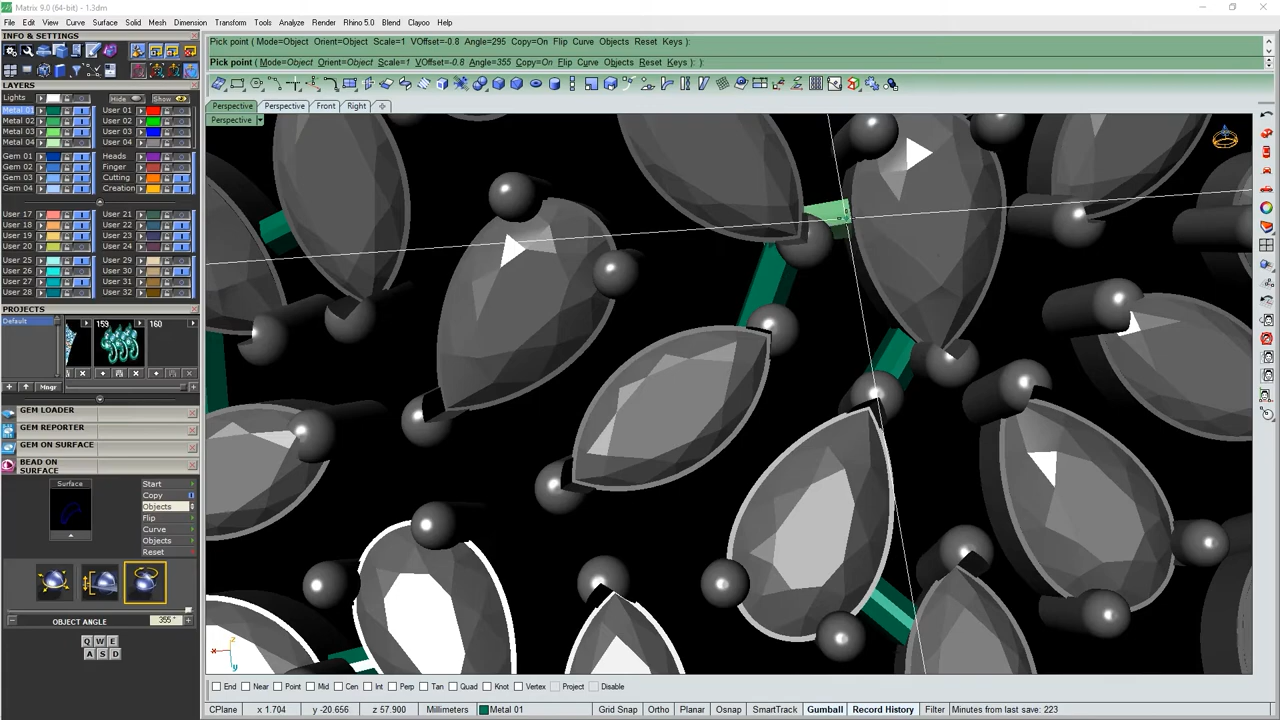 Matrix 9.0 (64-bit) - 1.3dm
File Edit View Curve Surface Solid Mesh Dimension Transform Tools Analyze Render Rhino 5.0 Blend Clayoo Help
INFO & SETTINGS
Pick point ( Mode=Object Orient=Object Scale=1 VOffset=-0.8 Angle=295 Copy=On Flip Curve Objects Reset Keys ):
Pick point ( Mode=Object Orient=Object Scale=1 VOffset=-0.8 Angle=355 Copy=On Flip Curve Objects Reset Keys ): ):
LAYERS
Lights Hide Show
Metal 01 User 01
Metal 02 User 02
Metal 03 User 03
Metal 04 User 04
Gem 01 Heads
Gem 02 Finger
Gem 03 Cutting
Gem 04 Creation
User 17 User 21
User 18 User 22
User 19 User 23
User 20 User 24
User 25 User 29
User 26 User 30
User 27 User 31
User 28 User 32
Perspective Perspective Front Right
Perspective
PROJECTS
Default 159 160
Mngr
GEM LOADER
GEM REPORTER
GEM ON SURFACE
BEAD ON
SURFACE
Surface
Start
Copy
Objects
Flip
Curve
Objects
Reset
OBJECT ANGLE 355 °
Q W E
A S D
x
z
y
End Near Point Mid Cen Int Perp Tan Quad Knot Vertex Project Disable
CPlane x 1.704 y -20.656 z 57.900 Millimeters Metal 01 Grid Snap Ortho Planar Osnap SmartTrack Gumball Record History Filter Minutes from last save: 223